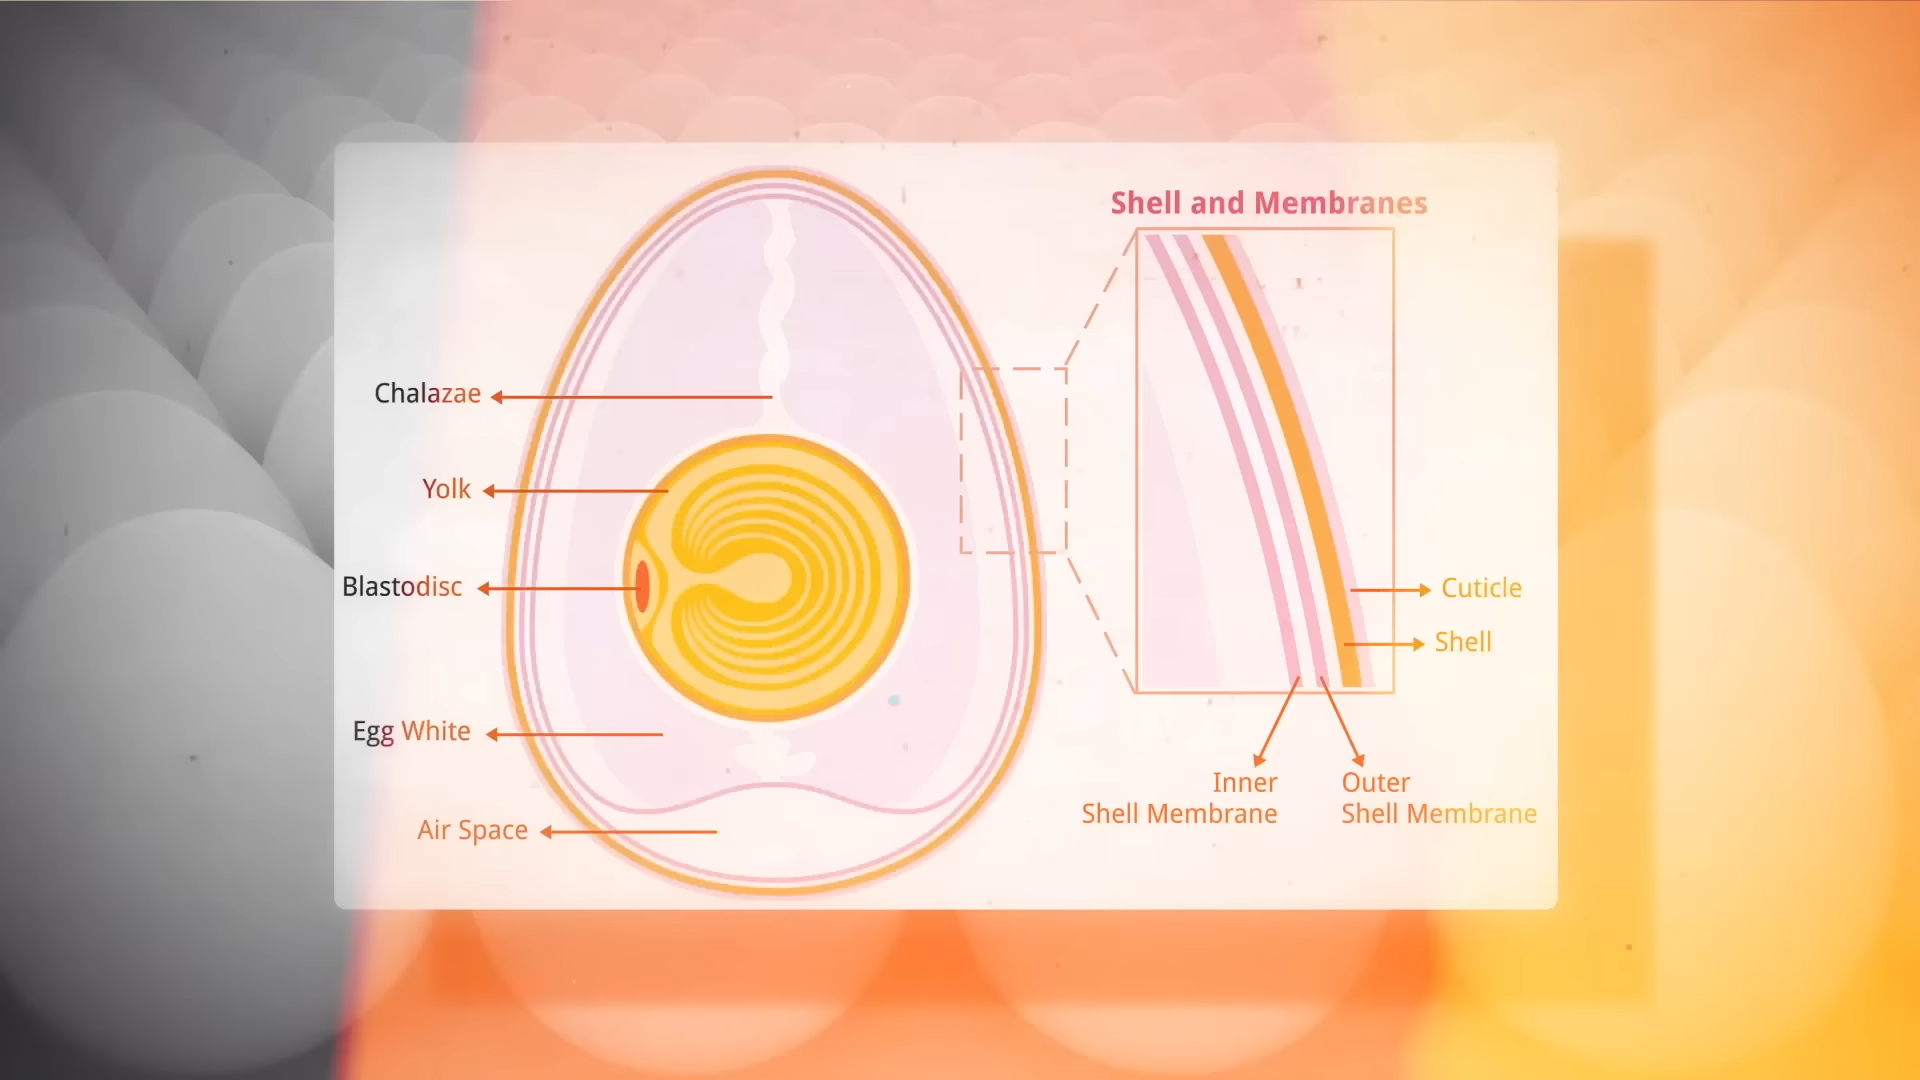 Shell and Membranes
Chalazae
Yolk
Blastodisc
Egg White
Air Space
Cuticle
Shell
Inner
Shell Membrane
Outer
Shell Membrane